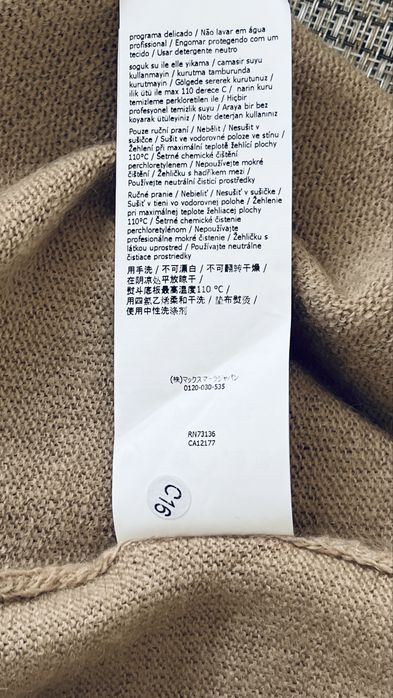 programa delicado / Não lavar em água
profissional / Engomar protegendo com um
tecido / Usar detergente neutro
soguk su ile elle yikama / camasir suyu
kullanmayin / kurutma tamburunda
kurutmayin / Gölgede sererek kurutunuz /
ilik ütü ile max 110 derece C / narin kuru
temizleme perkloretilen ile / Hiçbir
profesyonel temizlik suyu / Araya bir bez
koyarak ütüleyiniz / Nötr deterjan kullanınız
Pouze ruční praní / Nebělit / Nesušit v
sušičce / Sušit ve vodorovné poloze ve stínu /
Žehlení při maximální teplotě žehlící plochy
110°C / Šetrné chemické čištění
perchloretylenem / Nepoužívejte mokré
čištění / Žehličku s hadříkem mezi /
Používejte neutrální čisticí prostředky
Ručné pranie / Nebieliť / Nesušiť v sušičke /
Sušiť v tieni vo vodorovnej polohe / Žehlenie
pri maximálnej teplote žehliacej plochy
110°C / Šetrné chemické čistenie
perchloretylénom / Nepoužívajte
profesionálne mokré čistenie / Žehličku s
látkou uprostred / Používajte neutrálne
čistiace prostriedky
用手洗 / 不可漂白 / 不可翻转干燥 /
在阴凉处平放晾干 /
熨斗底板最高温度110 °C /
用四氯乙烯柔和干洗 / 垫布熨烫 /
使用中性洗涤剂
(株)マックスマーラジャパン
0120-030-535
RN73136
CA12177
C16